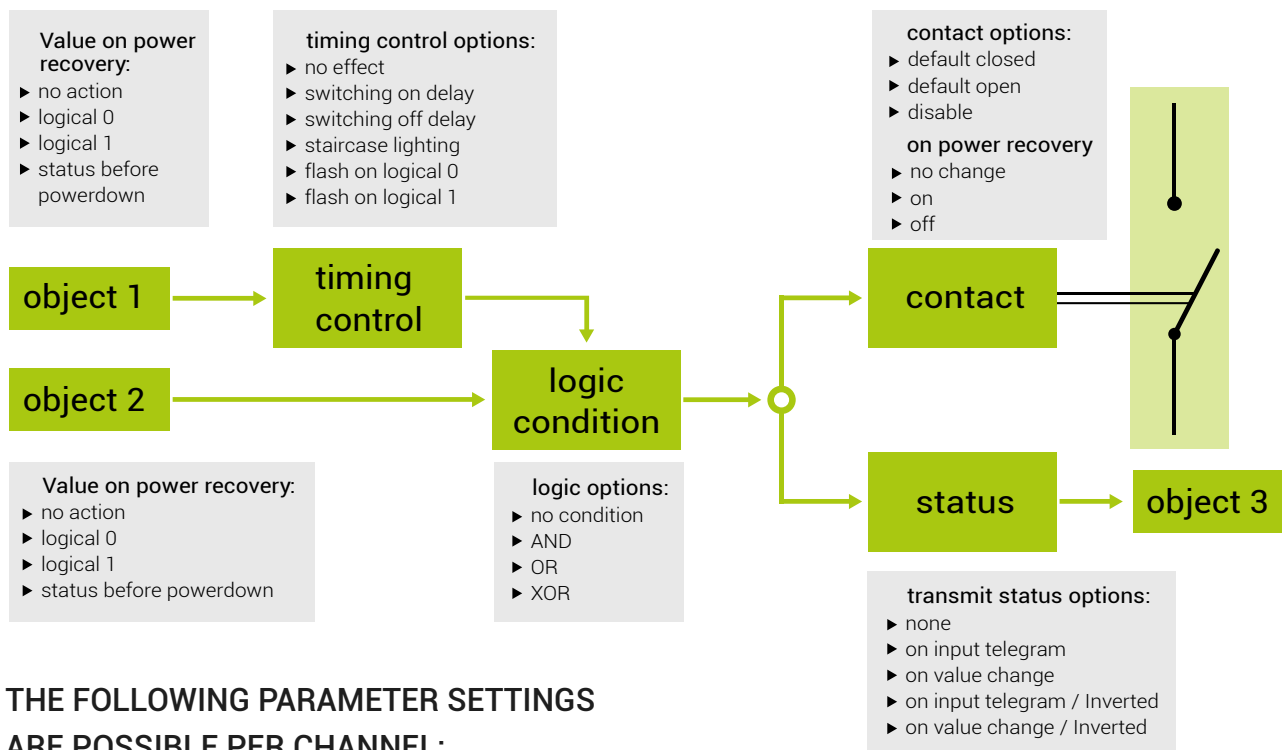 Value on power
recovery:
▶ no action
▶ logical 0
▶ logical 1
▶ status before
powerdown
timing control options:
▶ no effect
▶ switching on delay
▶ switching off delay
▶ staircase lighting
▶ flash on logical 0
▶ flash on logical 1
contact options:
▶ default closed
▶ default open
▶ disable
on power recovery
▶ no change
▶ on
▶ off
object 1
timing
control
contact
object 2
logic
condition
status
object 3
Value on power recovery:
▶ no action
▶ logical 0
▶ logical 1
▶ status before powerdown
logic options:
▶ no condition
▶ AND
▶ OR
▶ XOR
transmit status options:
▶ none
▶ on input telegram
▶ on value change
▶ on input telegram / Inverted
▶ on value change / Inverted
THE FOLLOWING PARAMETER SETTINGS
ARE POSSIBLE PER CHANNEL: